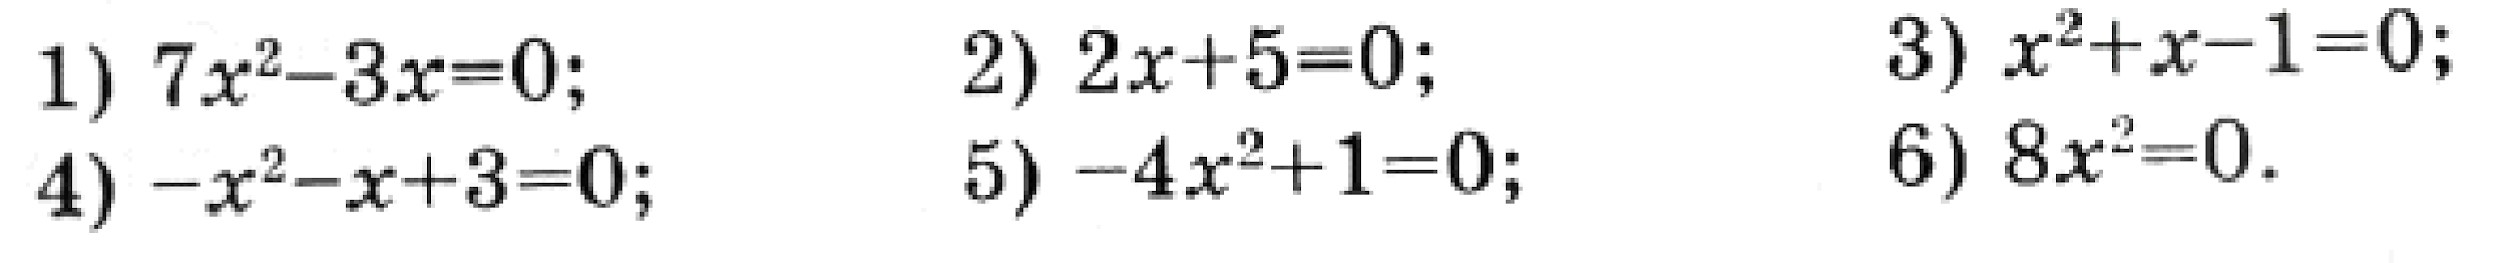 1) 7x²−3x=0; 2) 2x+5=0; 3) x²+x−1=0;
4) −x²−x+3=0; 5) −4x²+1=0; 6) 8x²=0.